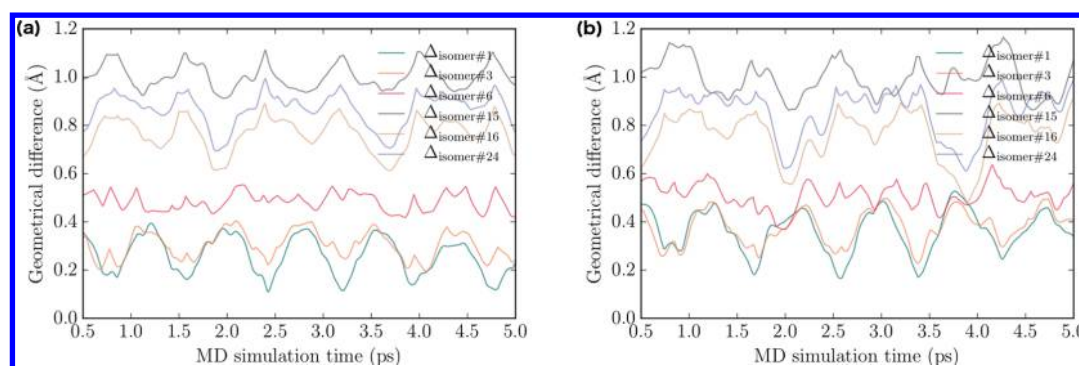 (a)
1.2
1.0
0.8
0.6
0.4
0.2
0.0
Geometrical difference (Å)
Δisomer#1
Δisomer#3
Δisomer#6
Δisomer#15
Δisomer#16
Δisomer#24
0.5 1.0 1.5 2.0 2.5 3.0 3.5 4.0 4.5 5.0
MD simulation time (ps)
(b)
1.2
1.0
0.8
0.6
0.4
0.2
0.0
Geometrical difference (Å)
Δisomer#1
Δisomer#3
Δisomer#6
Δisomer#15
Δisomer#16
Δisomer#24
0.5 1.0 1.5 2.0 2.5 3.0 3.5 4.0 4.5 5.0
MD simulation time (ps)